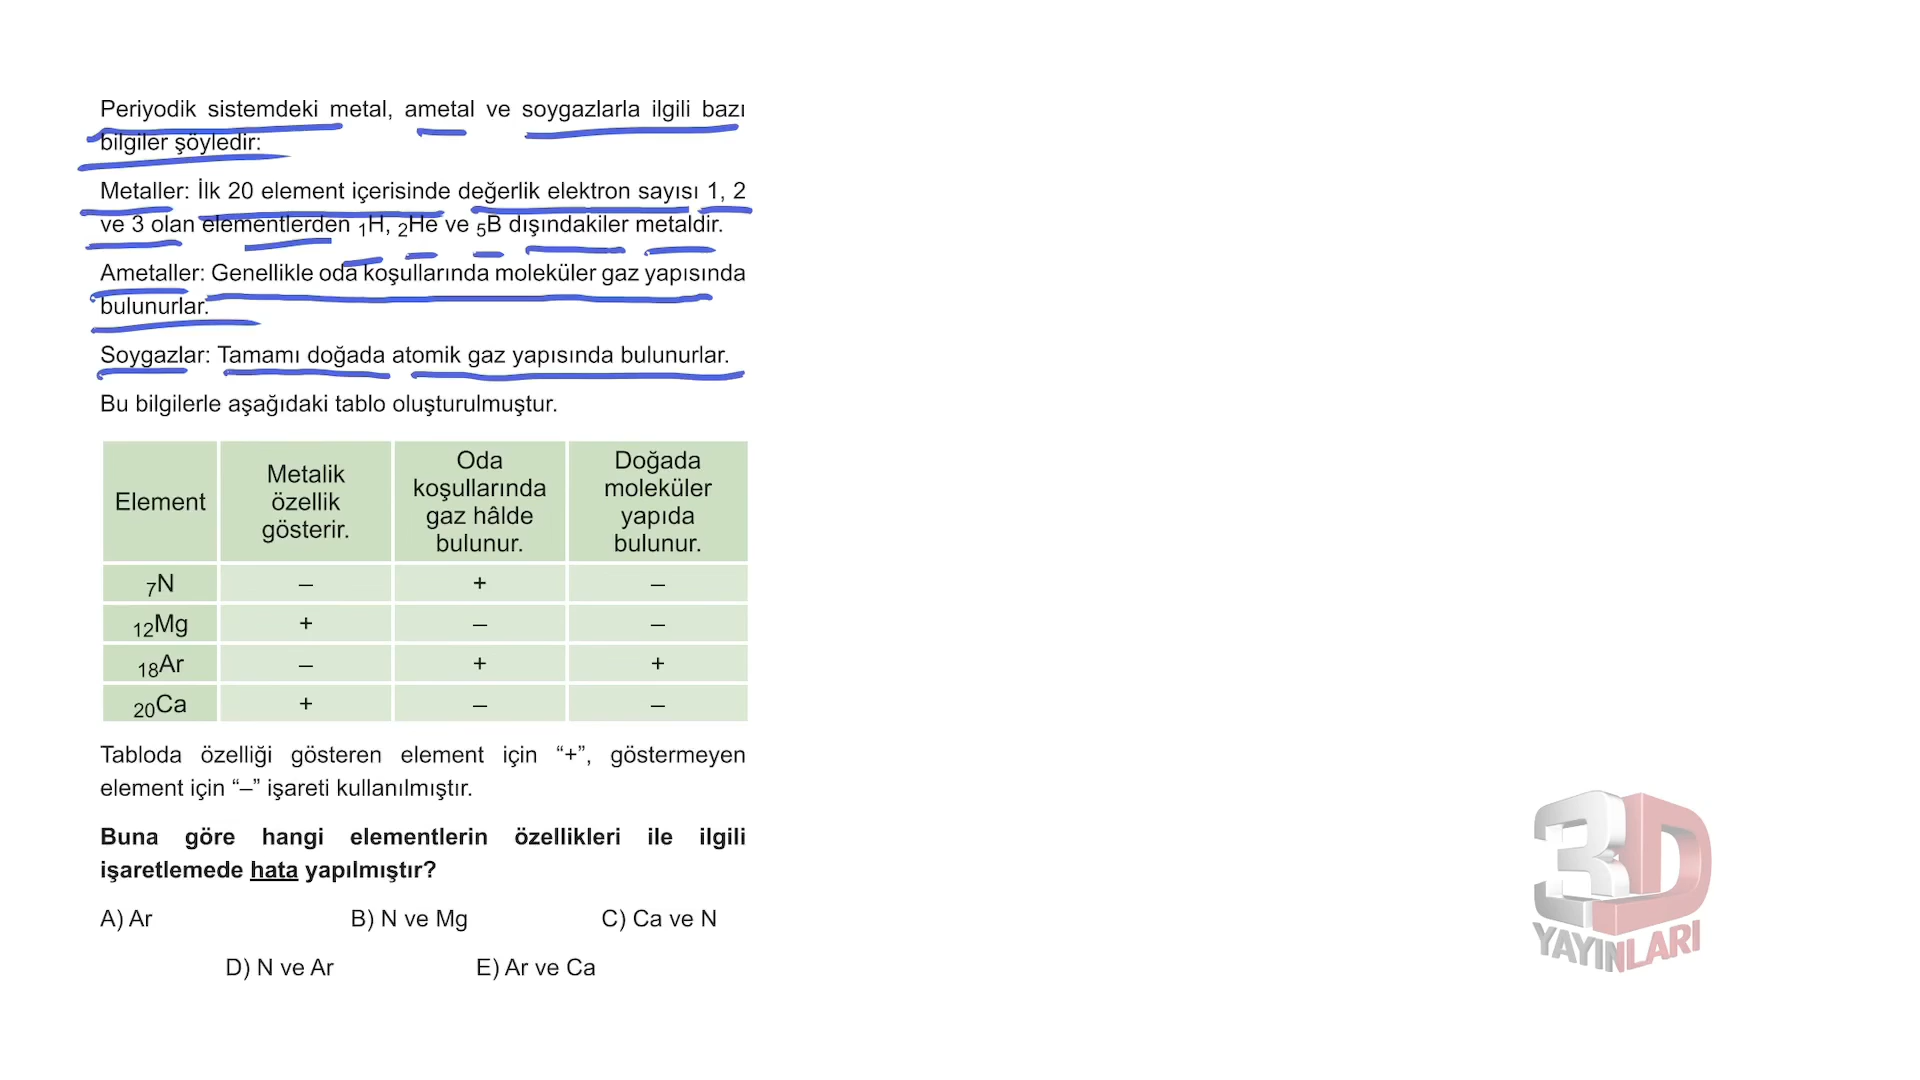 Periyodik sistemdeki metal, ametal ve soygazlarla ilgili bazı
bilgiler şöyledir:
Metaller: İlk 20 element içerisinde değerlik elektron sayısı 1, 2
ve 3 olan elementlerden ₁H, ₂He ve ₅B dışındakiler metaldir.
Ametaller: Genellikle oda koşullarında moleküler gaz yapısında
bulunurlar.
Soygazlar: Tamamı doğada atomik gaz yapısında bulunurlar.
Bu bilgilerle aşağıdaki tablo oluşturulmuştur.
Element
Metalik
özellik
gösterir.
Oda
koşullarında
gaz hâlde
bulunur.
Doğada
moleküler
yapıda
bulunur.
₇N – + –
₁₂Mg + – –
₁₈Ar – + +
₂₀Ca + – –
Tabloda özelliği gösteren element için “+”, göstermeyen
element için “–” işareti kullanılmıştır.
Buna göre hangi elementlerin özellikleri ile ilgili
işaretlemede hata yapılmıştır?
A) Ar B) N ve Mg C) Ca ve N
D) N ve Ar E) Ar ve Ca
3D
YAYINLARI